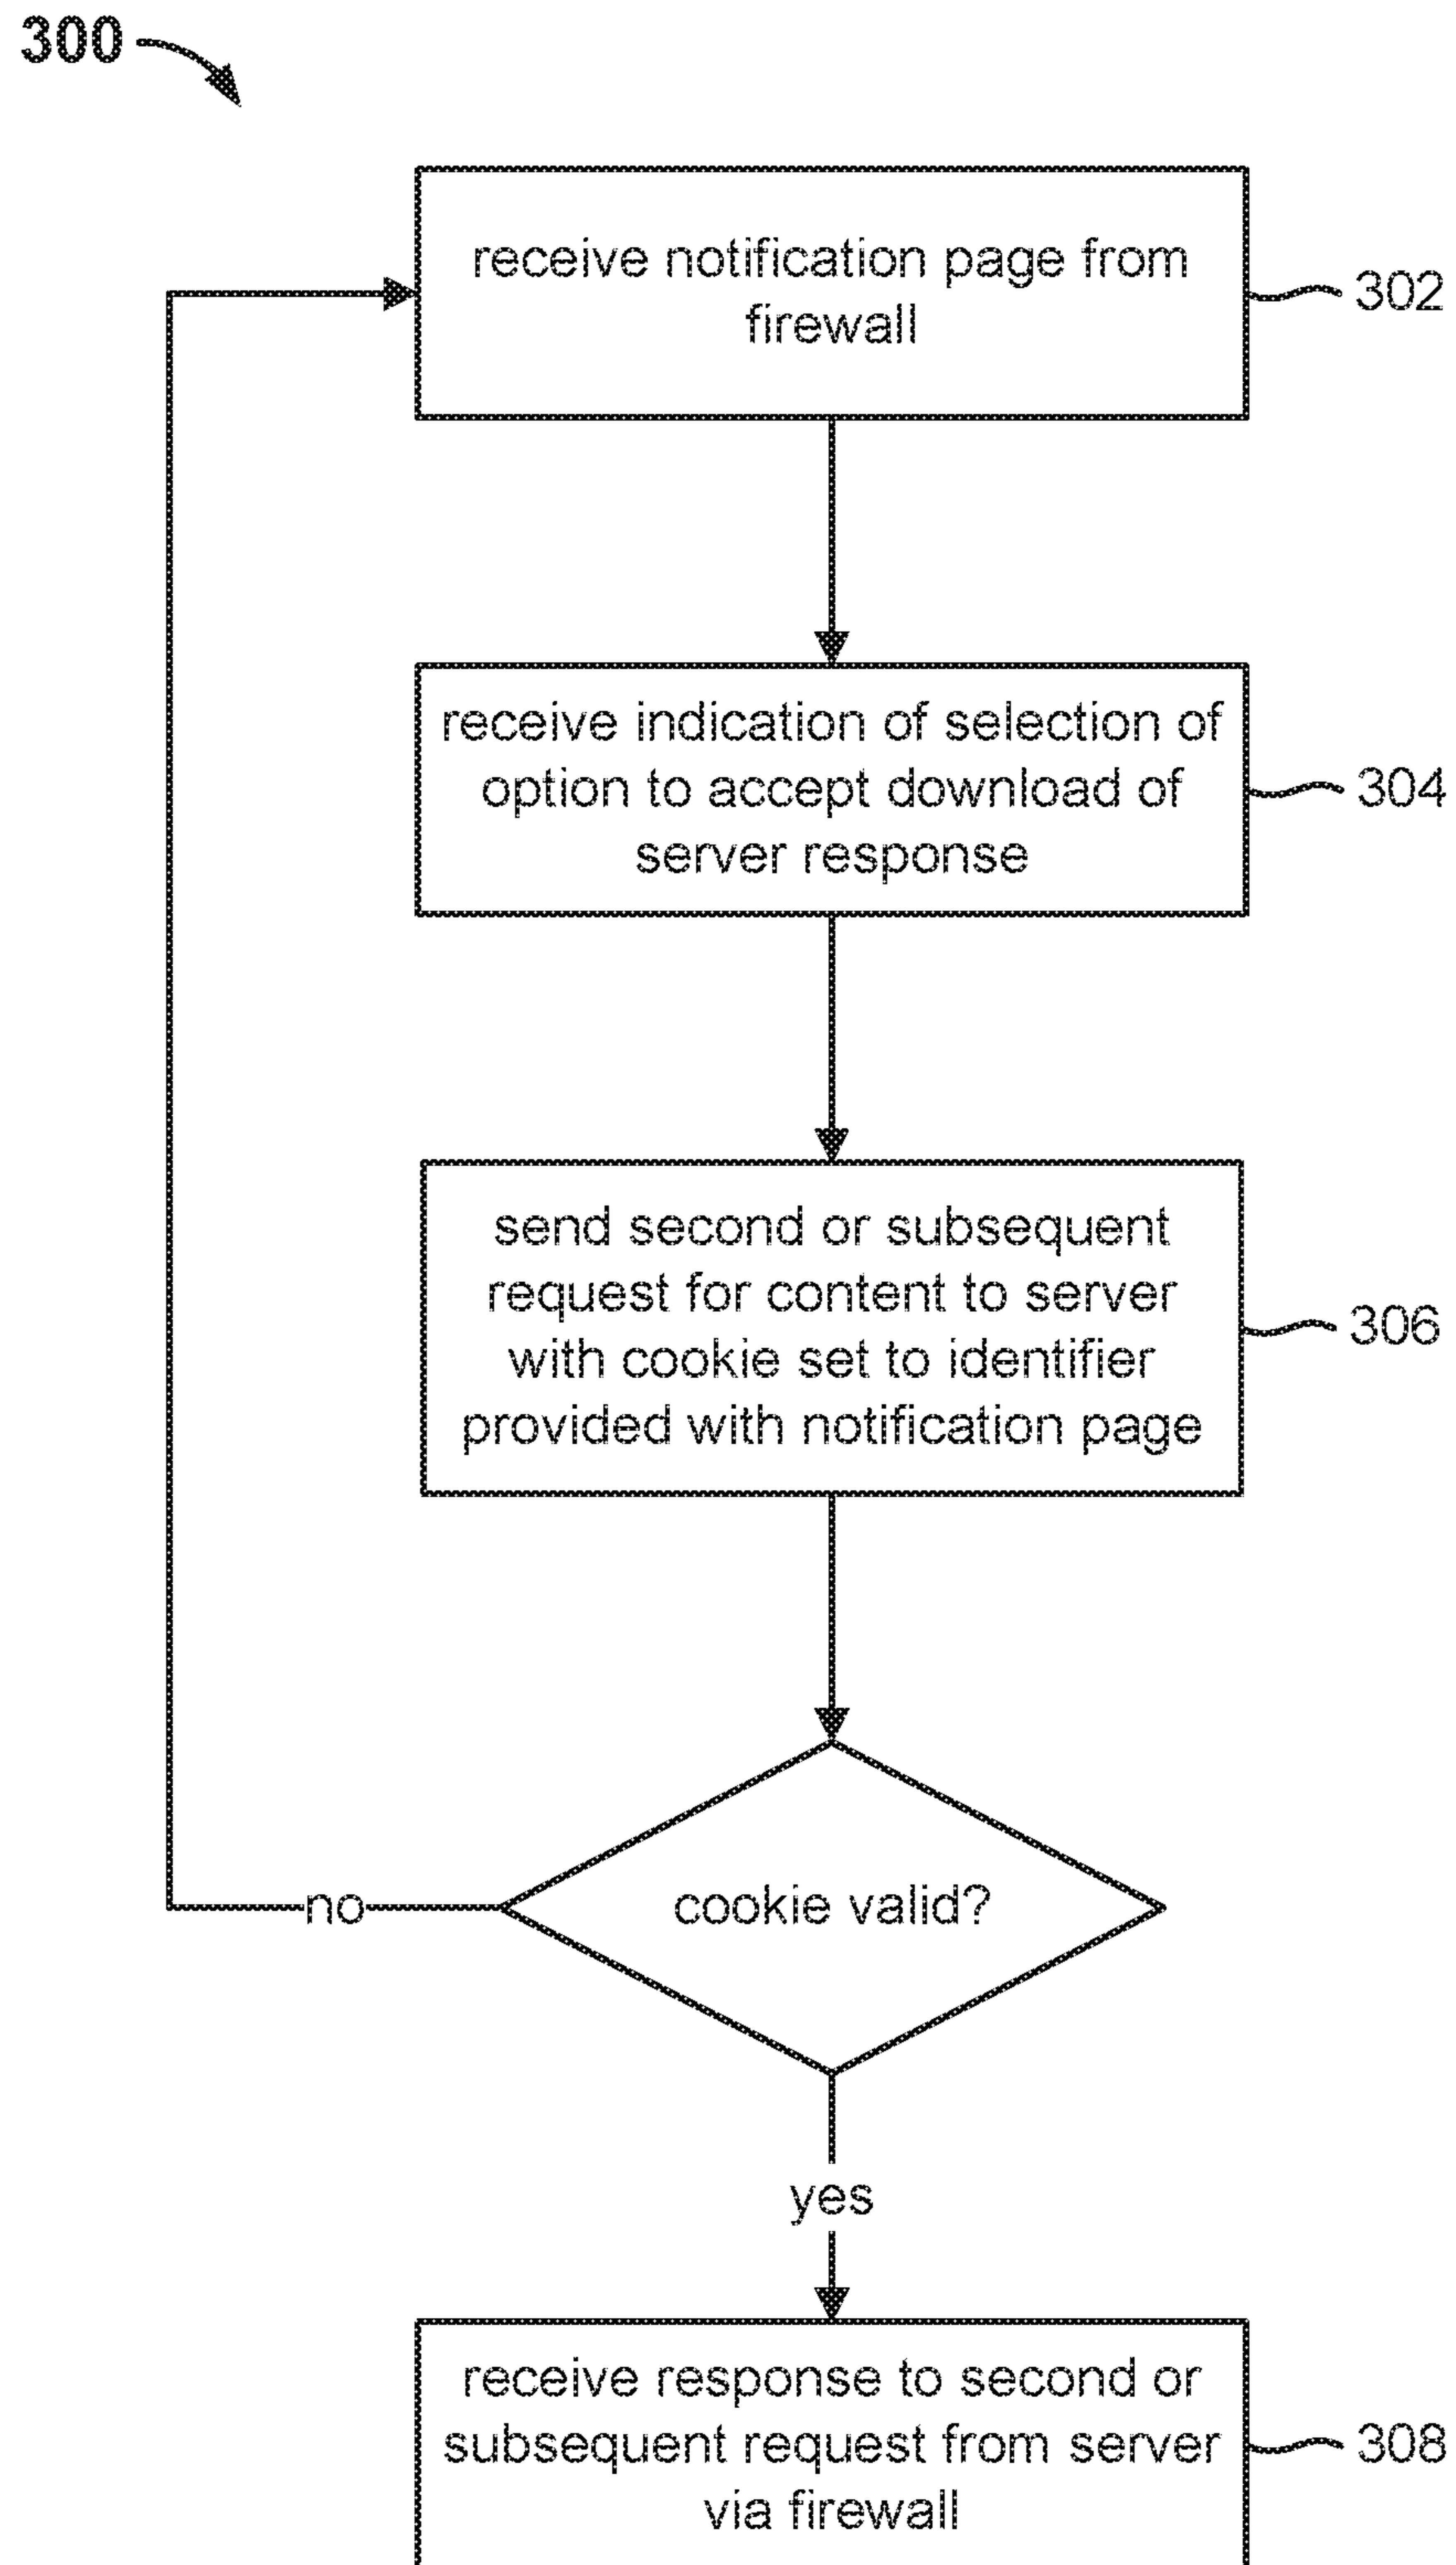 300
receive notification page from
firewall
302
receive indication of selection of
option to accept download of
server response
304
send second or subsequent
request for content to server
with cookie set to identifier
provided with notification page
306
cookie valid?
no
yes
receive response to second or
subsequent request from server
via firewall
308